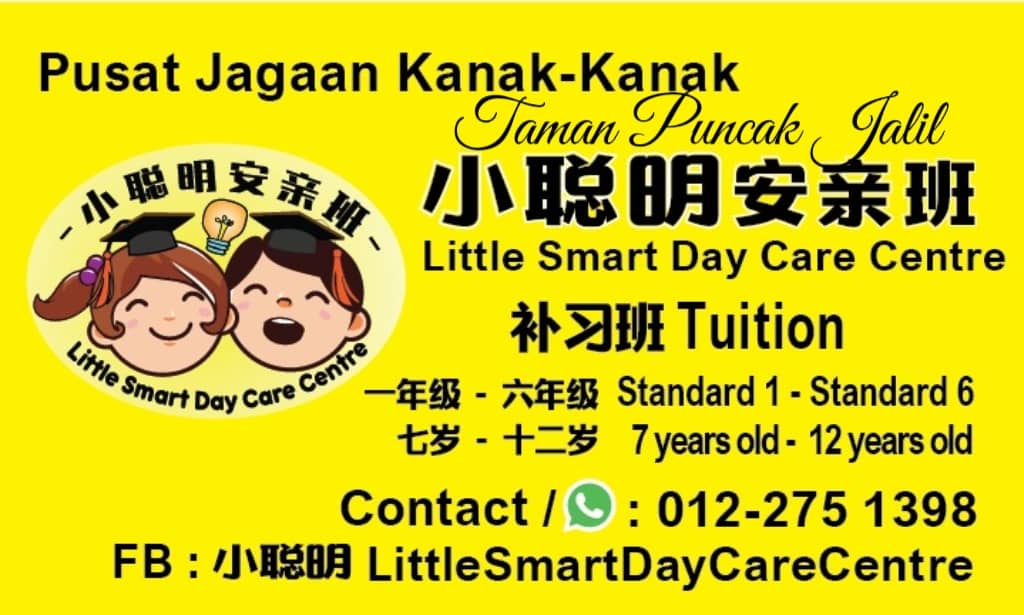 Pusat Jagaan Kanak-Kanak
Taman Puncak Jalil
小聪明安亲班
Little Smart Day Care Centre
- 小聪明安亲班 -
Little Smart Day Care Centre
补习班 Tuition
一年级 - 六年级 Standard 1 - Standard 6
七岁 - 十二岁 7 years old - 12 years old
Contact / : 012-275 1398
FB : 小聪明 LittleSmartDayCareCentre